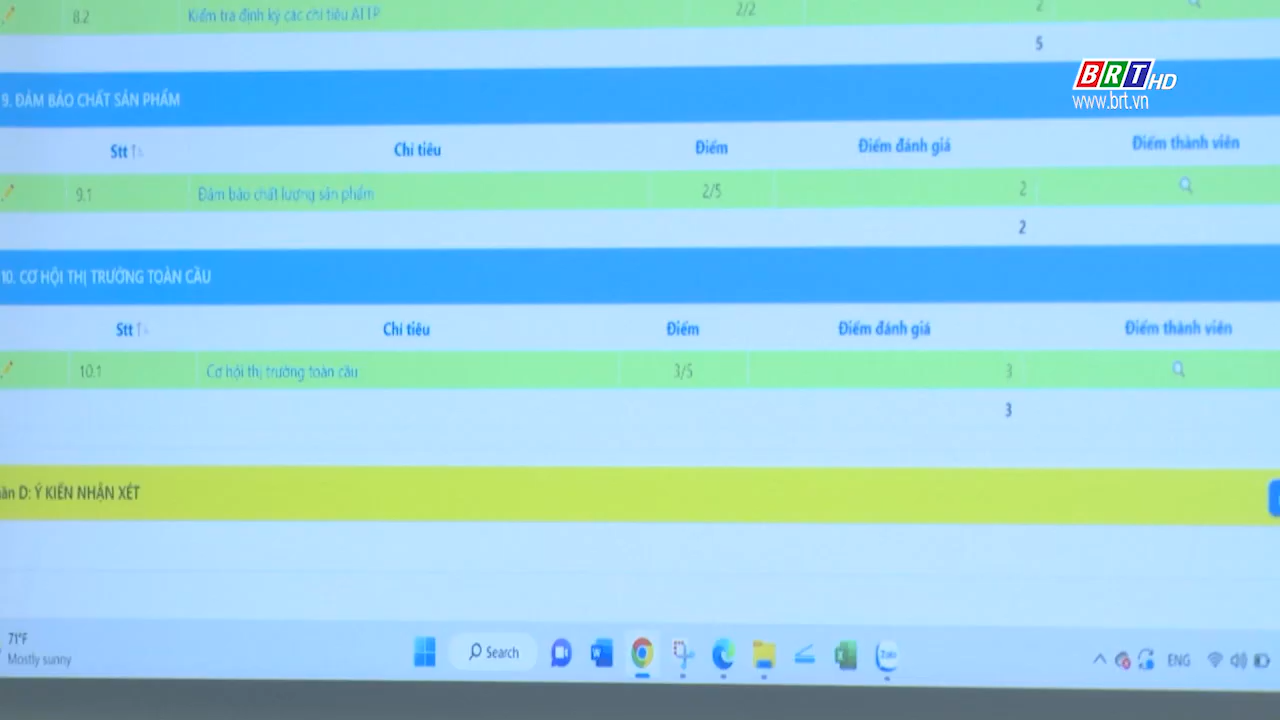 8.2 Kiểm tra định kỳ các chỉ tiêu ATTP 2/2 2
5
BRT HD
www.brt.vn
9. ĐẢM BẢO CHẤT SẢN PHẨM
Stt Chỉ tiêu Điểm Điểm đánh giá Điểm thành viên
9.1 Đảm bảo chất lượng sản phẩm 2/5 2
2
10. CƠ HỘI THỊ TRƯỜNG TOÀN CẦU
Stt Chỉ tiêu Điểm Điểm đánh giá Điểm thành viên
10.1 Cơ hội thị trường toàn cầu 3/5 3
3
ần D: Ý KIẾN NHẬN XÉT
71°F
Mostly sunny
Search
Zalo
ENG